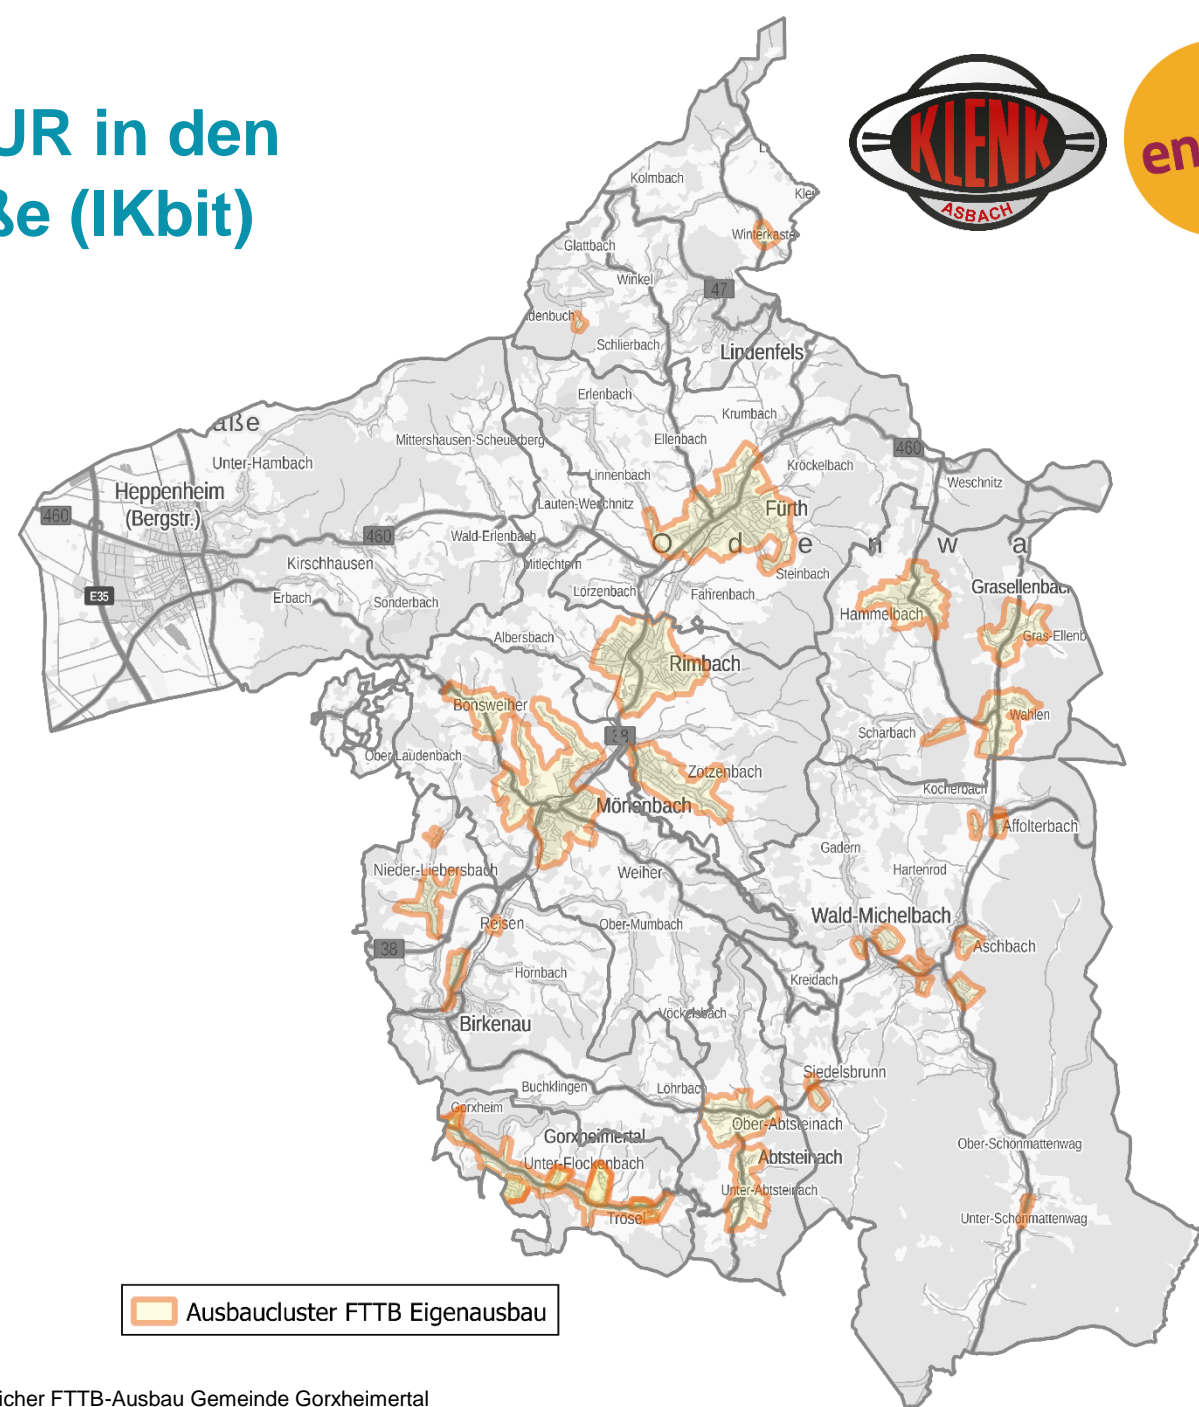 UR in den
ße (IKbit)
KLENK
ASBACH
en
Kolmbach
Winterkaste
Glattbach
Winkel
47
denbuch
Schlierbach
Lindenfels
Erlenbach
Krumbach
aße
Mittershausen-Scheuerberg
Ellenbach
460
Unter-Hambach
Kröckelbach
Linnenbach
Weschnitz
Heppenheim
(Bergstr.)
Lauten-Weschnitz
Fürth
460
460
Wald-Erlenbach
O d e n w a
Kirschhausen
Mitlechtern
Steinbach
E35
Erbach
Sonderbach
Lörzenbach
Fahrenbach
Grasellenbach
Hammelbach
Albersbach
Gras-Ellenb
Rimbach
Bonsweiher
Wahlen
38
Scharbach
Ober-Laudenbach
Zotzenbach
Kocherbach
Mörlenbach
Affolterbach
Gadern
Nieder-Liebersbach
Weiher
Hartenrod
Wald-Michelbach
Reisen
Ober-Mumbach
38
Aschbach
Hornbach
Kreidach
Vöckelsbach
Birkenau
Siedelsbrunn
Buchklingen
Löhrbach
Gorxheim
Ober-Abtsteinach
Gorxheimertal
Ober-Schönmattenwag
Unter-Flockenbach
Abtsteinach
Unter-Abtsteinach
Trösel
Unter-Schönmattenwag
Ausbaucluster FTTB Eigenausbau
icher FTTB-Ausbau Gemeinde Gorxheimertal